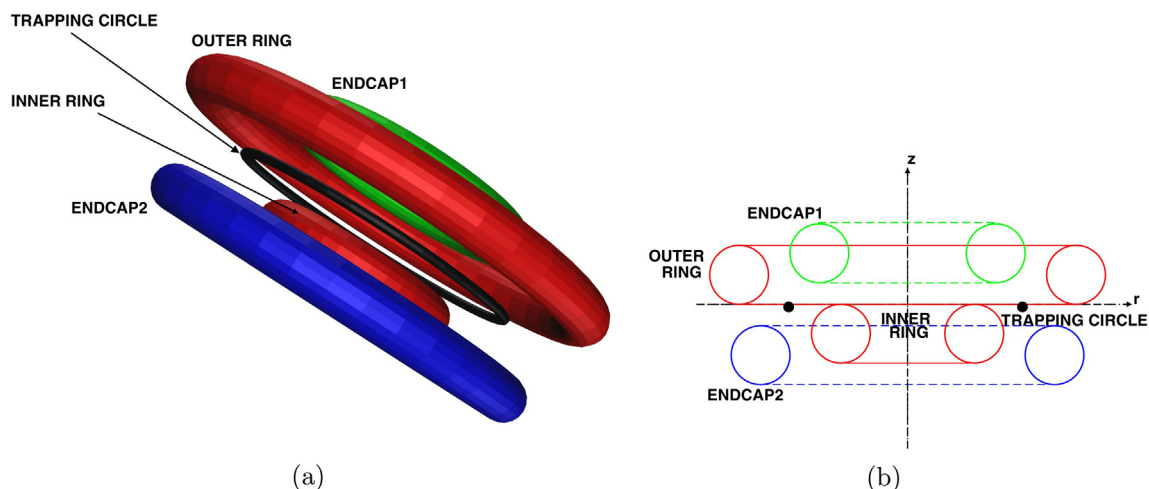 TRAPPING CIRCLE
OUTER RING
ENDCAP1
INNER RING
ENDCAP2
(a)
z
ENDCAP1
OUTER
RING
r
INNER
RING
TRAPPING CIRCLE
ENDCAP2
(b)